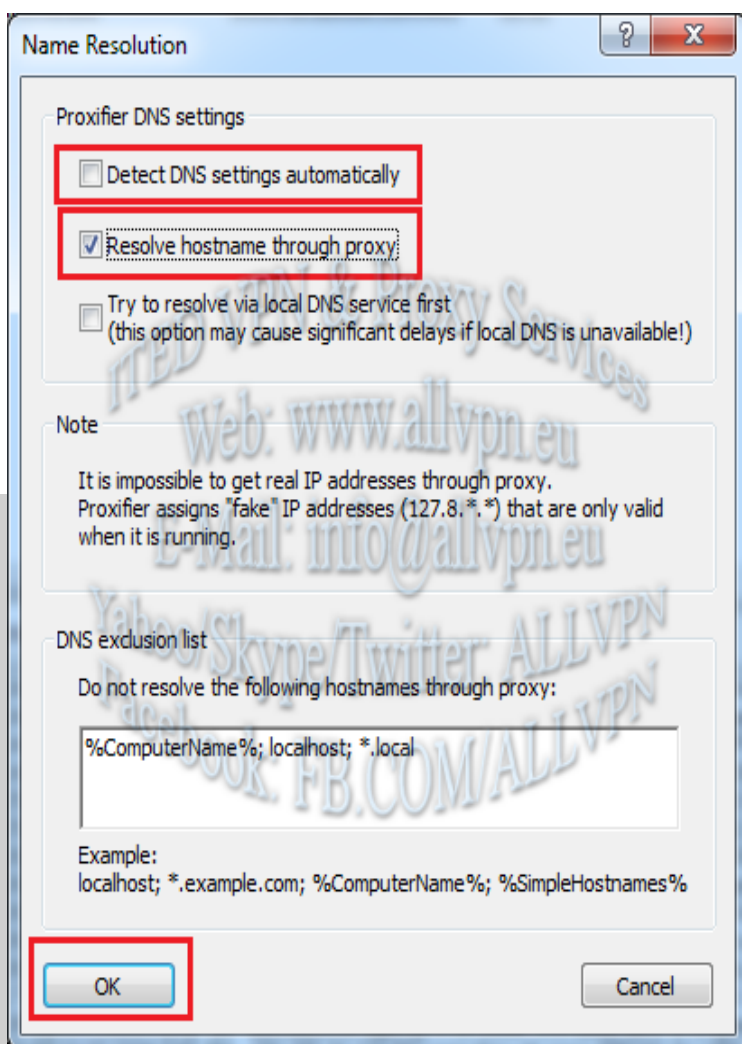 Name Resolution
Proxifier DNS settings
Detect DNS settings automatically
Resolve hostname through proxy
Try to resolve via local DNS service first
(this option may cause significant delays if local DNS is unavailable!)
ITED VPN & Proxy Services
Web: www.allvpn.eu
Note
It is impossible to get real IP addresses through proxy.
Proxifier assigns "fake" IP addresses (127.8.*.*) that are only valid
when it is running.
E-Mail: info@allvpn.eu
Yahoo/Skype/Twitter: ALLVPN
Facebook: FB.COM/ALLVPN
DNS exclusion list
Do not resolve the following hostnames through proxy:
%ComputerName%; localhost; *.local
Example:
localhost; *.example.com; %ComputerName%; %SimpleHostnames%
OK
Cancel